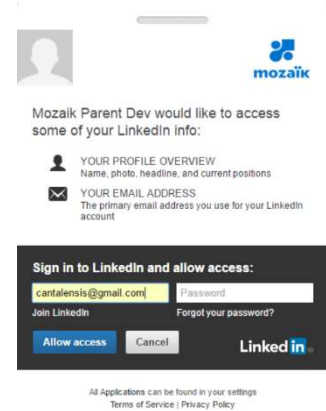 mozaïk
Mozaik Parent Dev would like to access
some of your LinkedIn info:
YOUR PROFILE OVERVIEW
Name, photo, headline, and current positions
YOUR EMAIL ADDRESS
The primary email address you use for your LinkedIn
account
Sign in to LinkedIn and allow access:
cantalensis@gmail.com
Password
Join LinkedIn
Forgot your password?
Allow access
Cancel
Linked in
All Applications can be found in your settings
Terms of Service | Privacy Policy